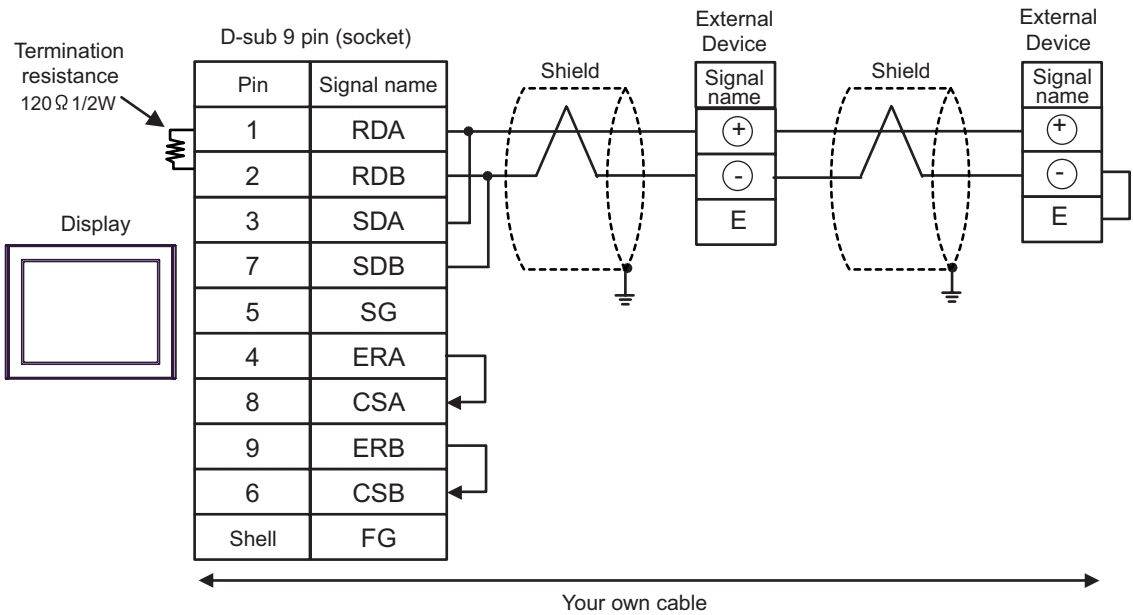 Termination
resistance
120Ω 1/2W
D-sub 9 pin (socket)
External
Device
External
Device
Shield
Shield
Pin Signal name
Signal
name
Signal
name
1 RDA + +
2 RDB - -
3 SDA E E
Display
7 SDB
5 SG
4 ERA
8 CSA
9 ERB
6 CSB
Shell FG
Your own cable